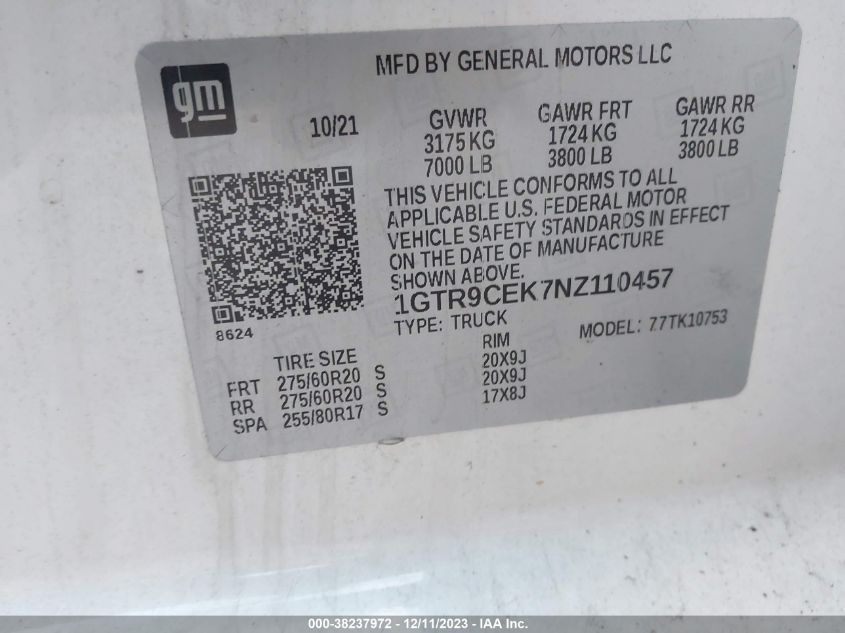 MFD BY GENERAL MOTORS LLC
gm
10/21
GVWR GAWR FRT GAWR RR
3175 KG 1724 KG 1724 KG
7000 LB 3800 LB 3800 LB
THIS VEHICLE CONFORMS TO ALL
APPLICABLE U.S. FEDERAL MOTOR
VEHICLE SAFETY STANDARDS IN EFFECT
ON THE DATE OF MANUFACTURE
SHOWN ABOVE.
1GTR9CEK7NZ110457
8624
TYPE: TRUCK MODEL: 77TK10753
TIRE SIZE RIM
FRT 275/60R20 S 20X9J
RR 275/60R20 S 20X9J
SPA 255/80R17 S 17X8J
000-38237972 - 12/11/2023 - IAA Inc.